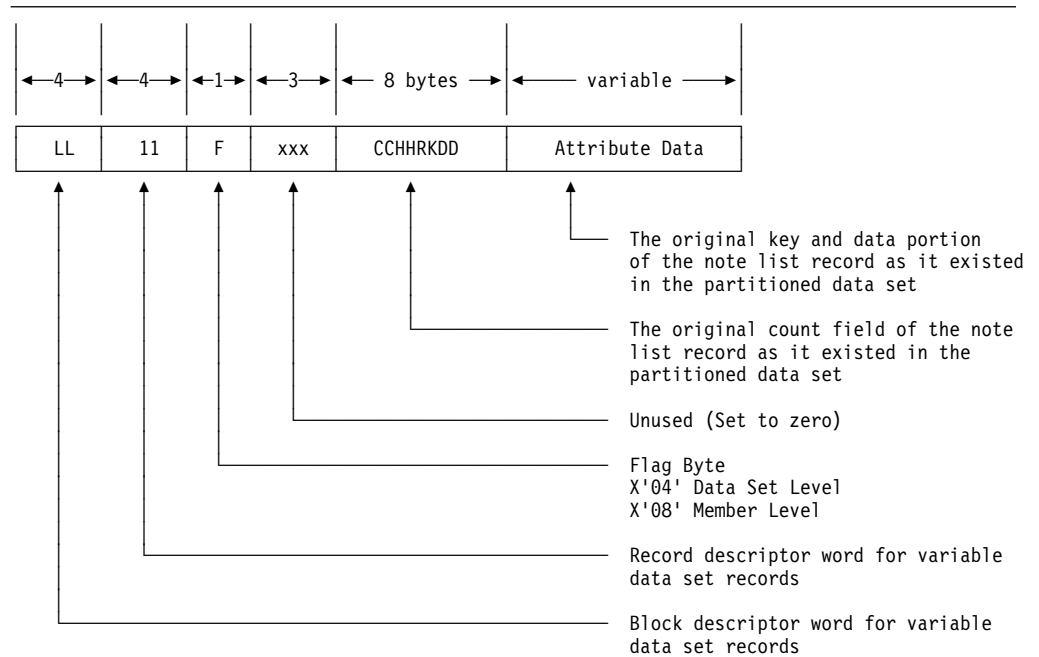 4 4 1 3 8 bytes variable
LL 11 F xxx CCHHRKDD Attribute Data
The original key and data portion
of the note list record as it existed
in the partitioned data set
The original count field of the note
list record as it existed in the
partitioned data set
Unused (Set to zero)
Flag Byte
X'04' Data Set Level
X'08' Member Level
Record descriptor word for variable
data set records
Block descriptor word for variable
data set records